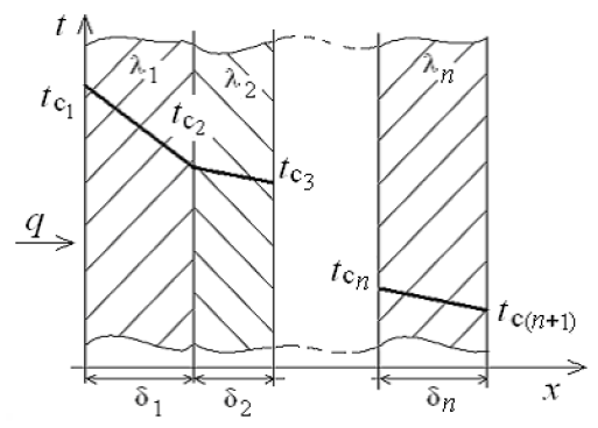 t
λ1 λ2 λn
tc1
tc2
tc3
q
tcn
tc(n+1)
δ1 δ2 δn x